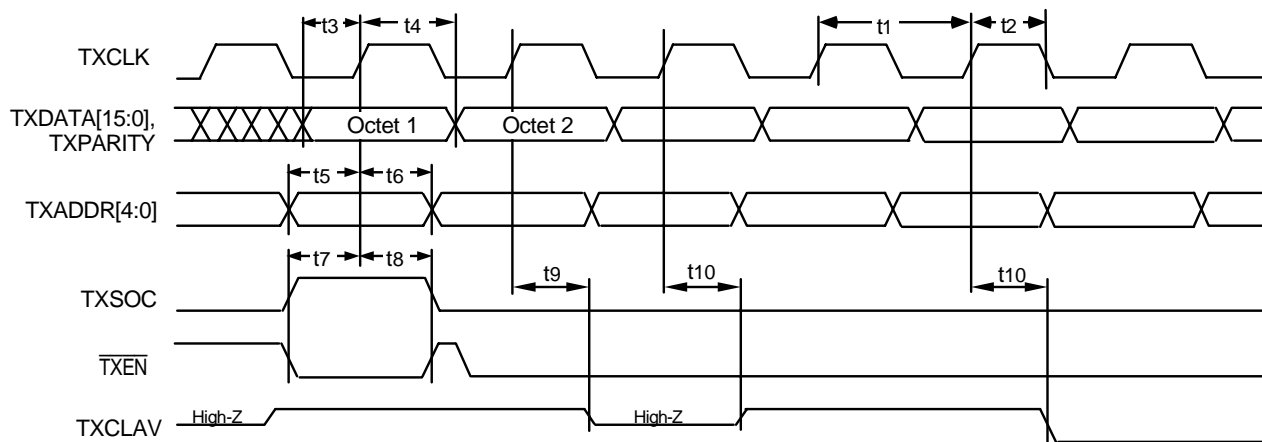 t3 t4 t1 t2
TXCLK
TXDATA[15:0],
TXPARITY
Octet 1 Octet 2
t5 t6
TXADDR[4:0]
t7 t8
t9 t10 t10
TXSOC
TXEN
High-Z High-Z
TXCLAV